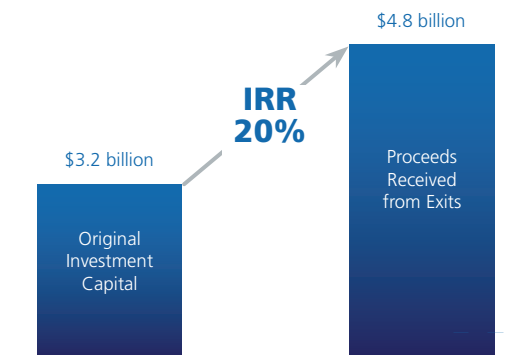 $4.8 billion
IRR
20%
$3.2 billion
Proceeds
Received
from Exits
Original
Investment
Capital